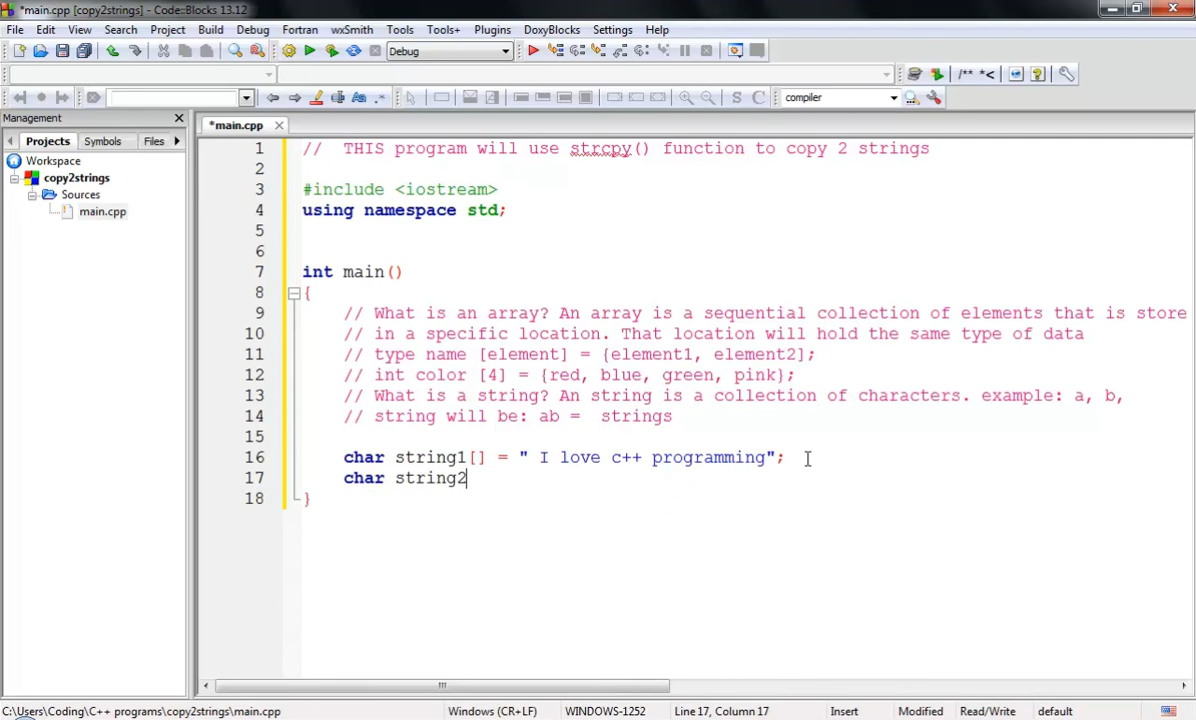 *main.cpp [copy2strings] - Code::Blocks 13.12
File Edit View Search Project Build Debug Fortran wxSmith Tools Tools+ Plugins DoxyBlocks Settings Help
Debug
/** *<
S C compiler
Management
*main.cpp
Projects Symbols Files
Workspace
copy2strings
Sources
main.cpp
1 // THIS program will use strcpy() function to copy 2 strings
2
3 #include <iostream>
4 using namespace std;
5
6
7 int main()
8 {
9 // What is an array? An array is a sequential collection of elements that is store
10 // in a specific location. That location will hold the same type of data
11 // type name [element] = {element1, element2];
12 // int color [4] = {red, blue, green, pink};
13 // What is a string? An string is a collection of characters. example: a, b,
14 // string will be: ab =  strings
15
16 char string1[] = " I love c++ programming";
17 char string2
18 }
C:\Users\Coding\C++ programs\copy2strings\main.cpp Windows (CR+LF) WINDOWS-1252 Line 17, Column 17 Insert Modified Read/Write default